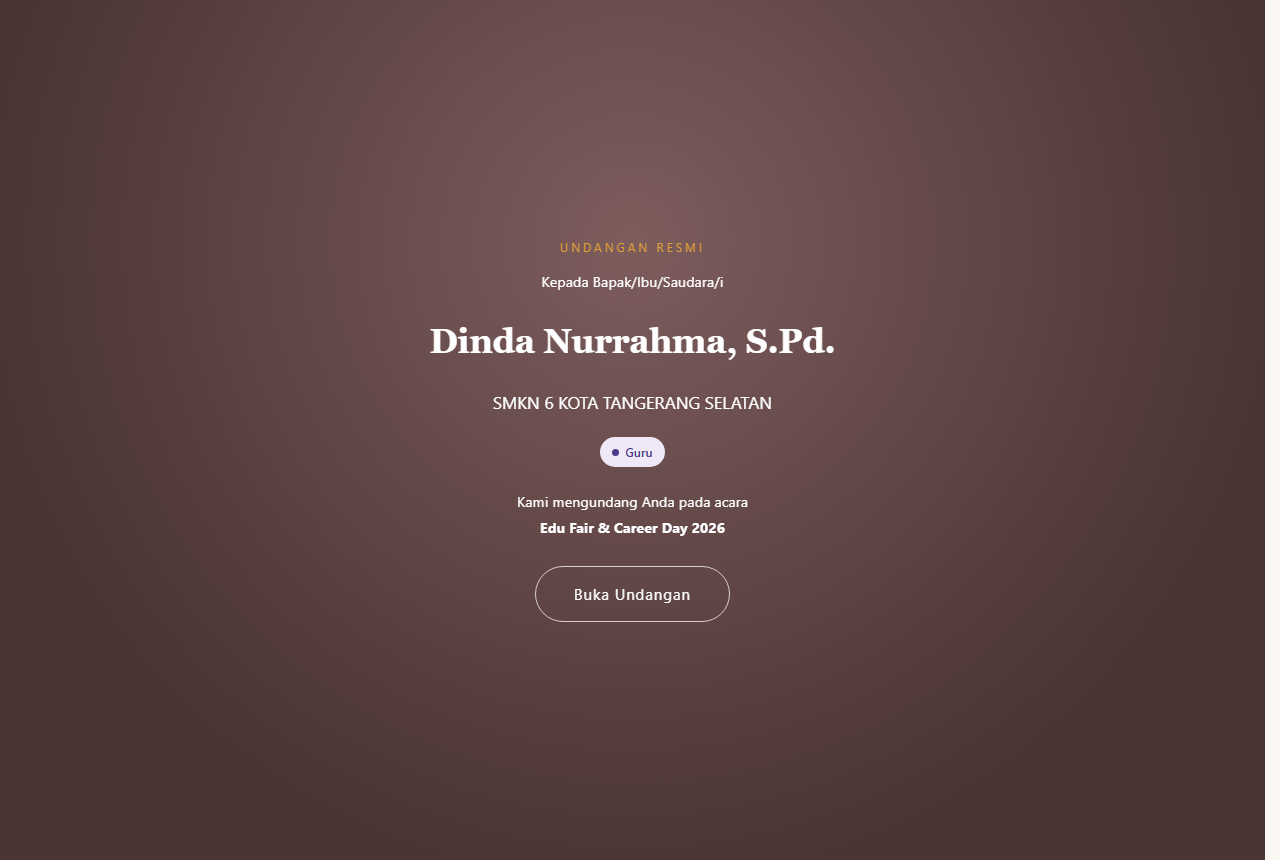 UNDANGAN RESMI
Kepada Bapak/Ibu/Saudara/i
Dinda Nurrahma, S.Pd.
SMKN 6 KOTA TANGERANG SELATAN
Guru
Kami mengundang Anda pada acara
Edu Fair & Career Day 2026
Buka Undangan